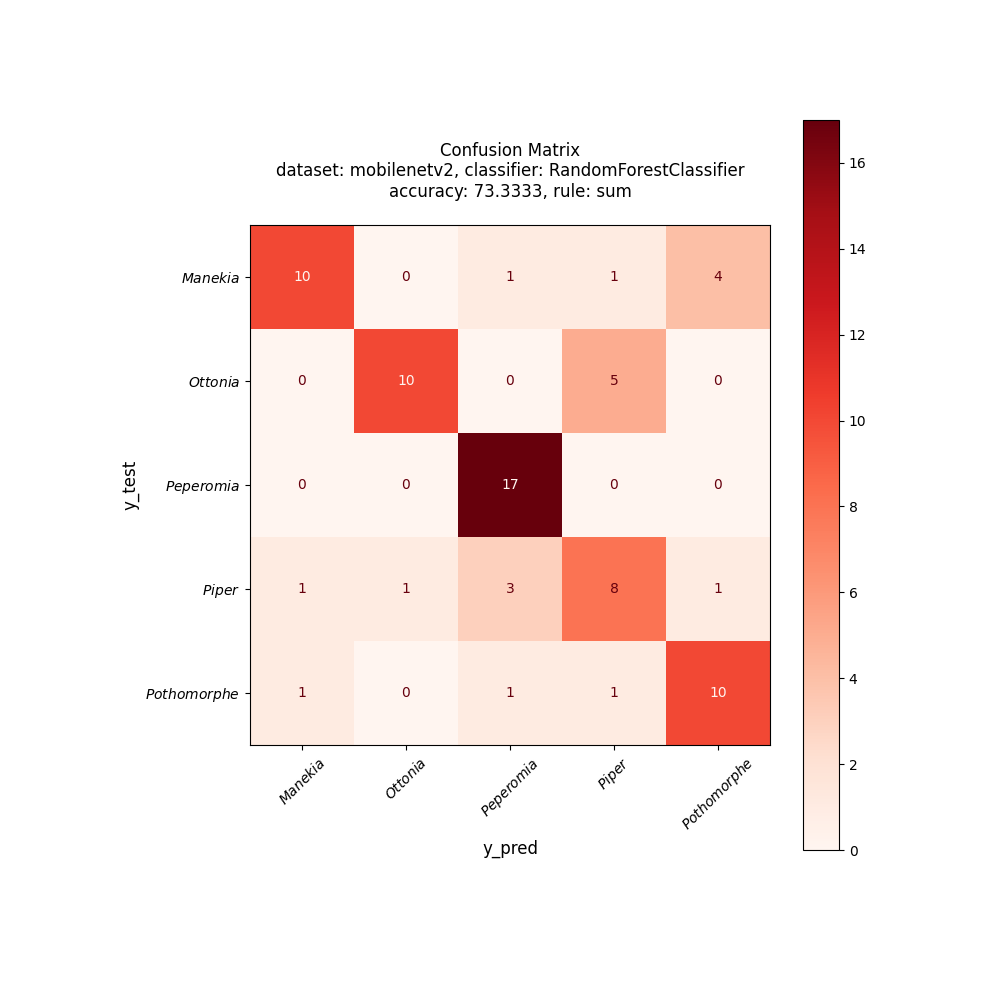 Confusion Matrix
dataset: mobilenetv2, classifier: RandomForestClassifier
accuracy: 73.3333, rule: sum
y_test
Manekia 10 0 1 1 4
Ottonia 0 10 0 5 0
Peperomia 0 0 17 0 0
Piper 1 1 3 8 1
Pothomorphe 1 0 1 1 10
Manekia Ottonia Peperomia Piper Pothomorphe
y_pred
16
14
12
10
8
6
4
2
0